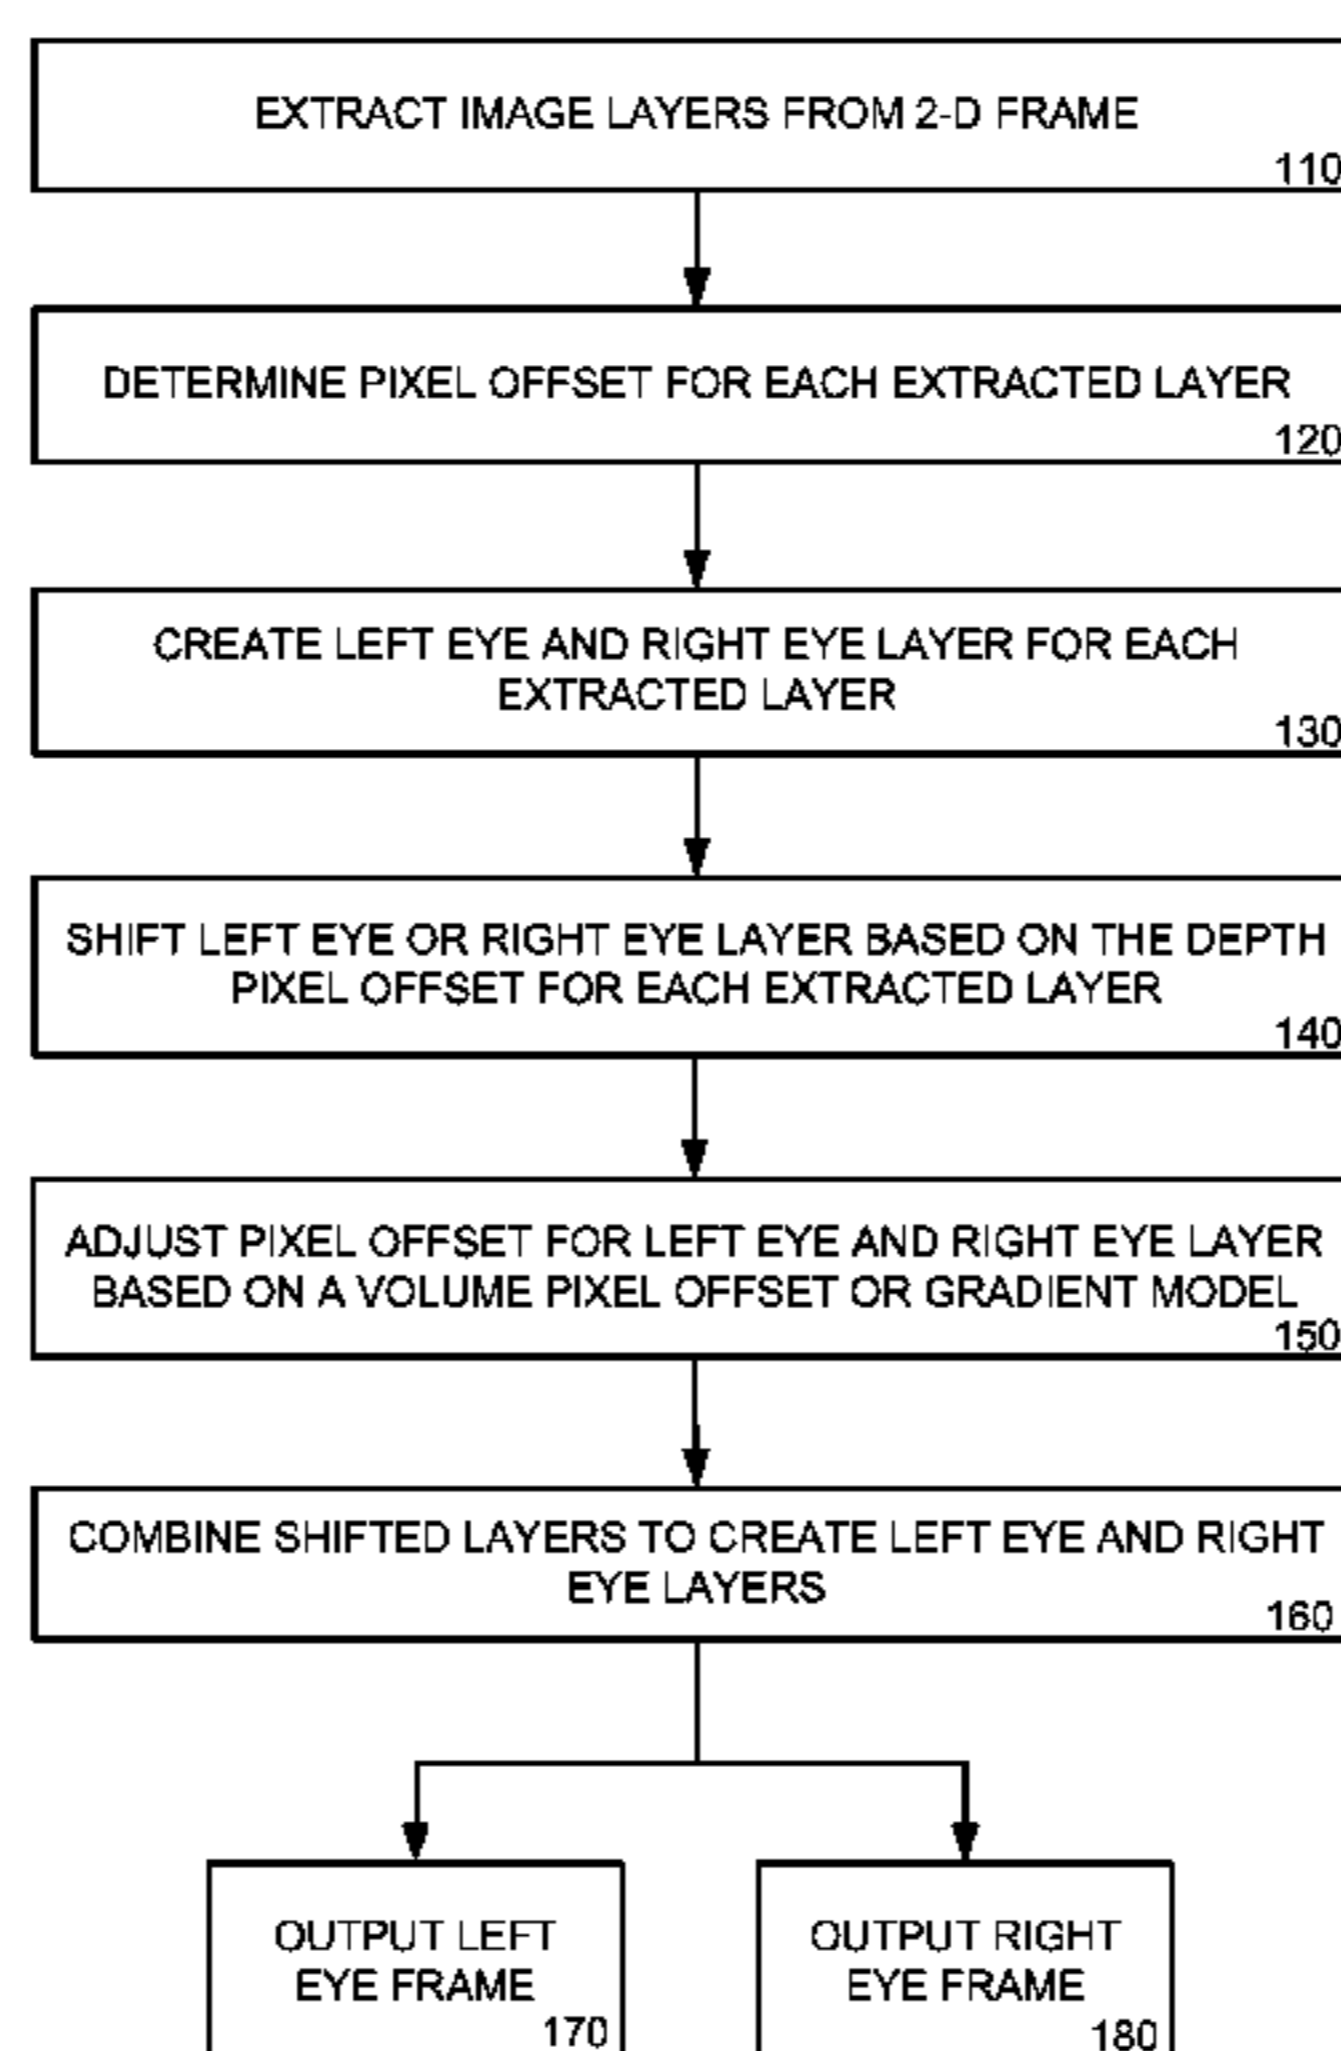 EXTRACT IMAGE LAYERS FROM 2-D FRAME
110
DETERMINE PIXEL OFFSET FOR EACH EXTRACTED LAYER
120
CREATE LEFT EYE AND RIGHT EYE LAYER FOR EACH
EXTRACTED LAYER
130
SHIFT LEFT EYE OR RIGHT EYE LAYER BASED ON THE DEPTH
PIXEL OFFSET FOR EACH EXTRACTED LAYER
140
ADJUST PIXEL OFFSET FOR LEFT EYE AND RIGHT EYE LAYER
BASED ON A VOLUME PIXEL OFFSET OR GRADIENT MODEL
150
COMBINE SHIFTED LAYERS TO CREATE LEFT EYE AND RIGHT
EYE LAYERS
160
OUTPUT LEFT
EYE FRAME
170
OUTPUT RIGHT
EYE FRAME
180